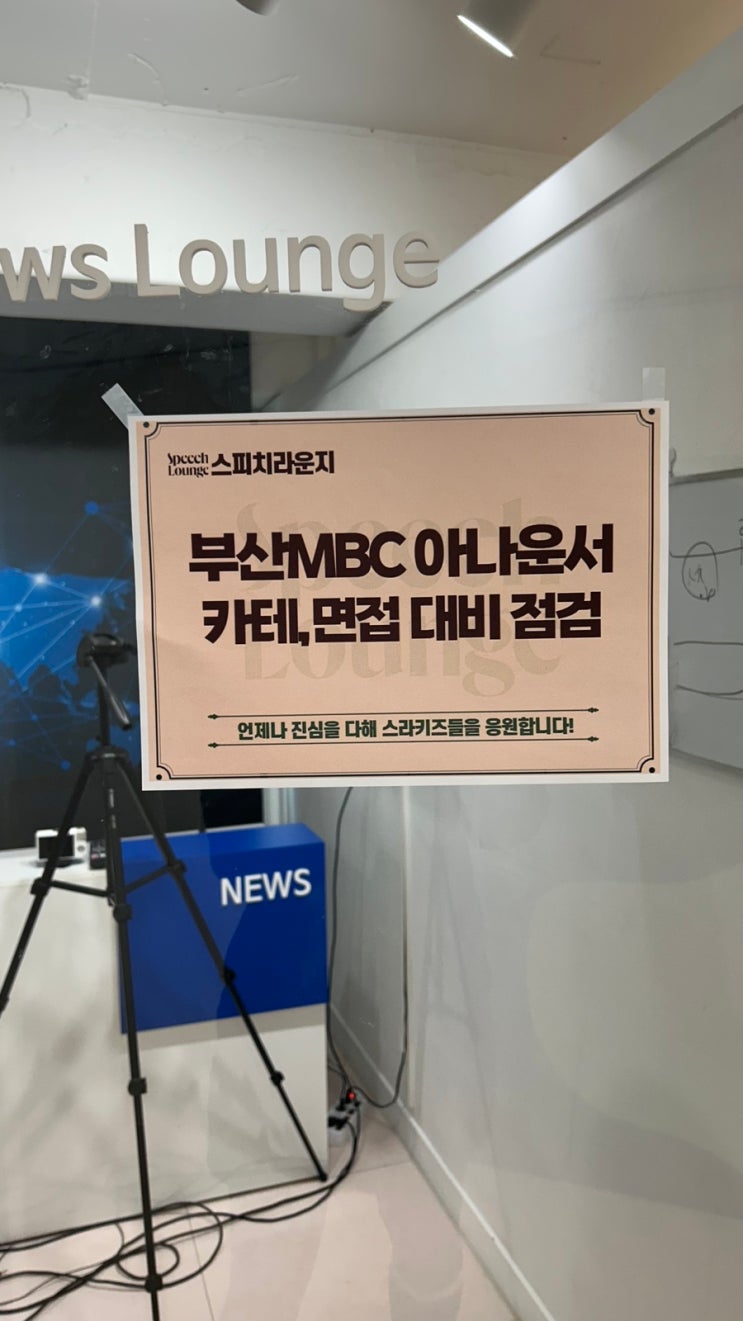 ws Lounge
Speech
Lounge 스피치라운지
부산MBC 아나운서
카테,면접 대비 점검
언제나 진심을 다해 스라키즈들을 응원합니다!
Speech
Lounge
NEWS